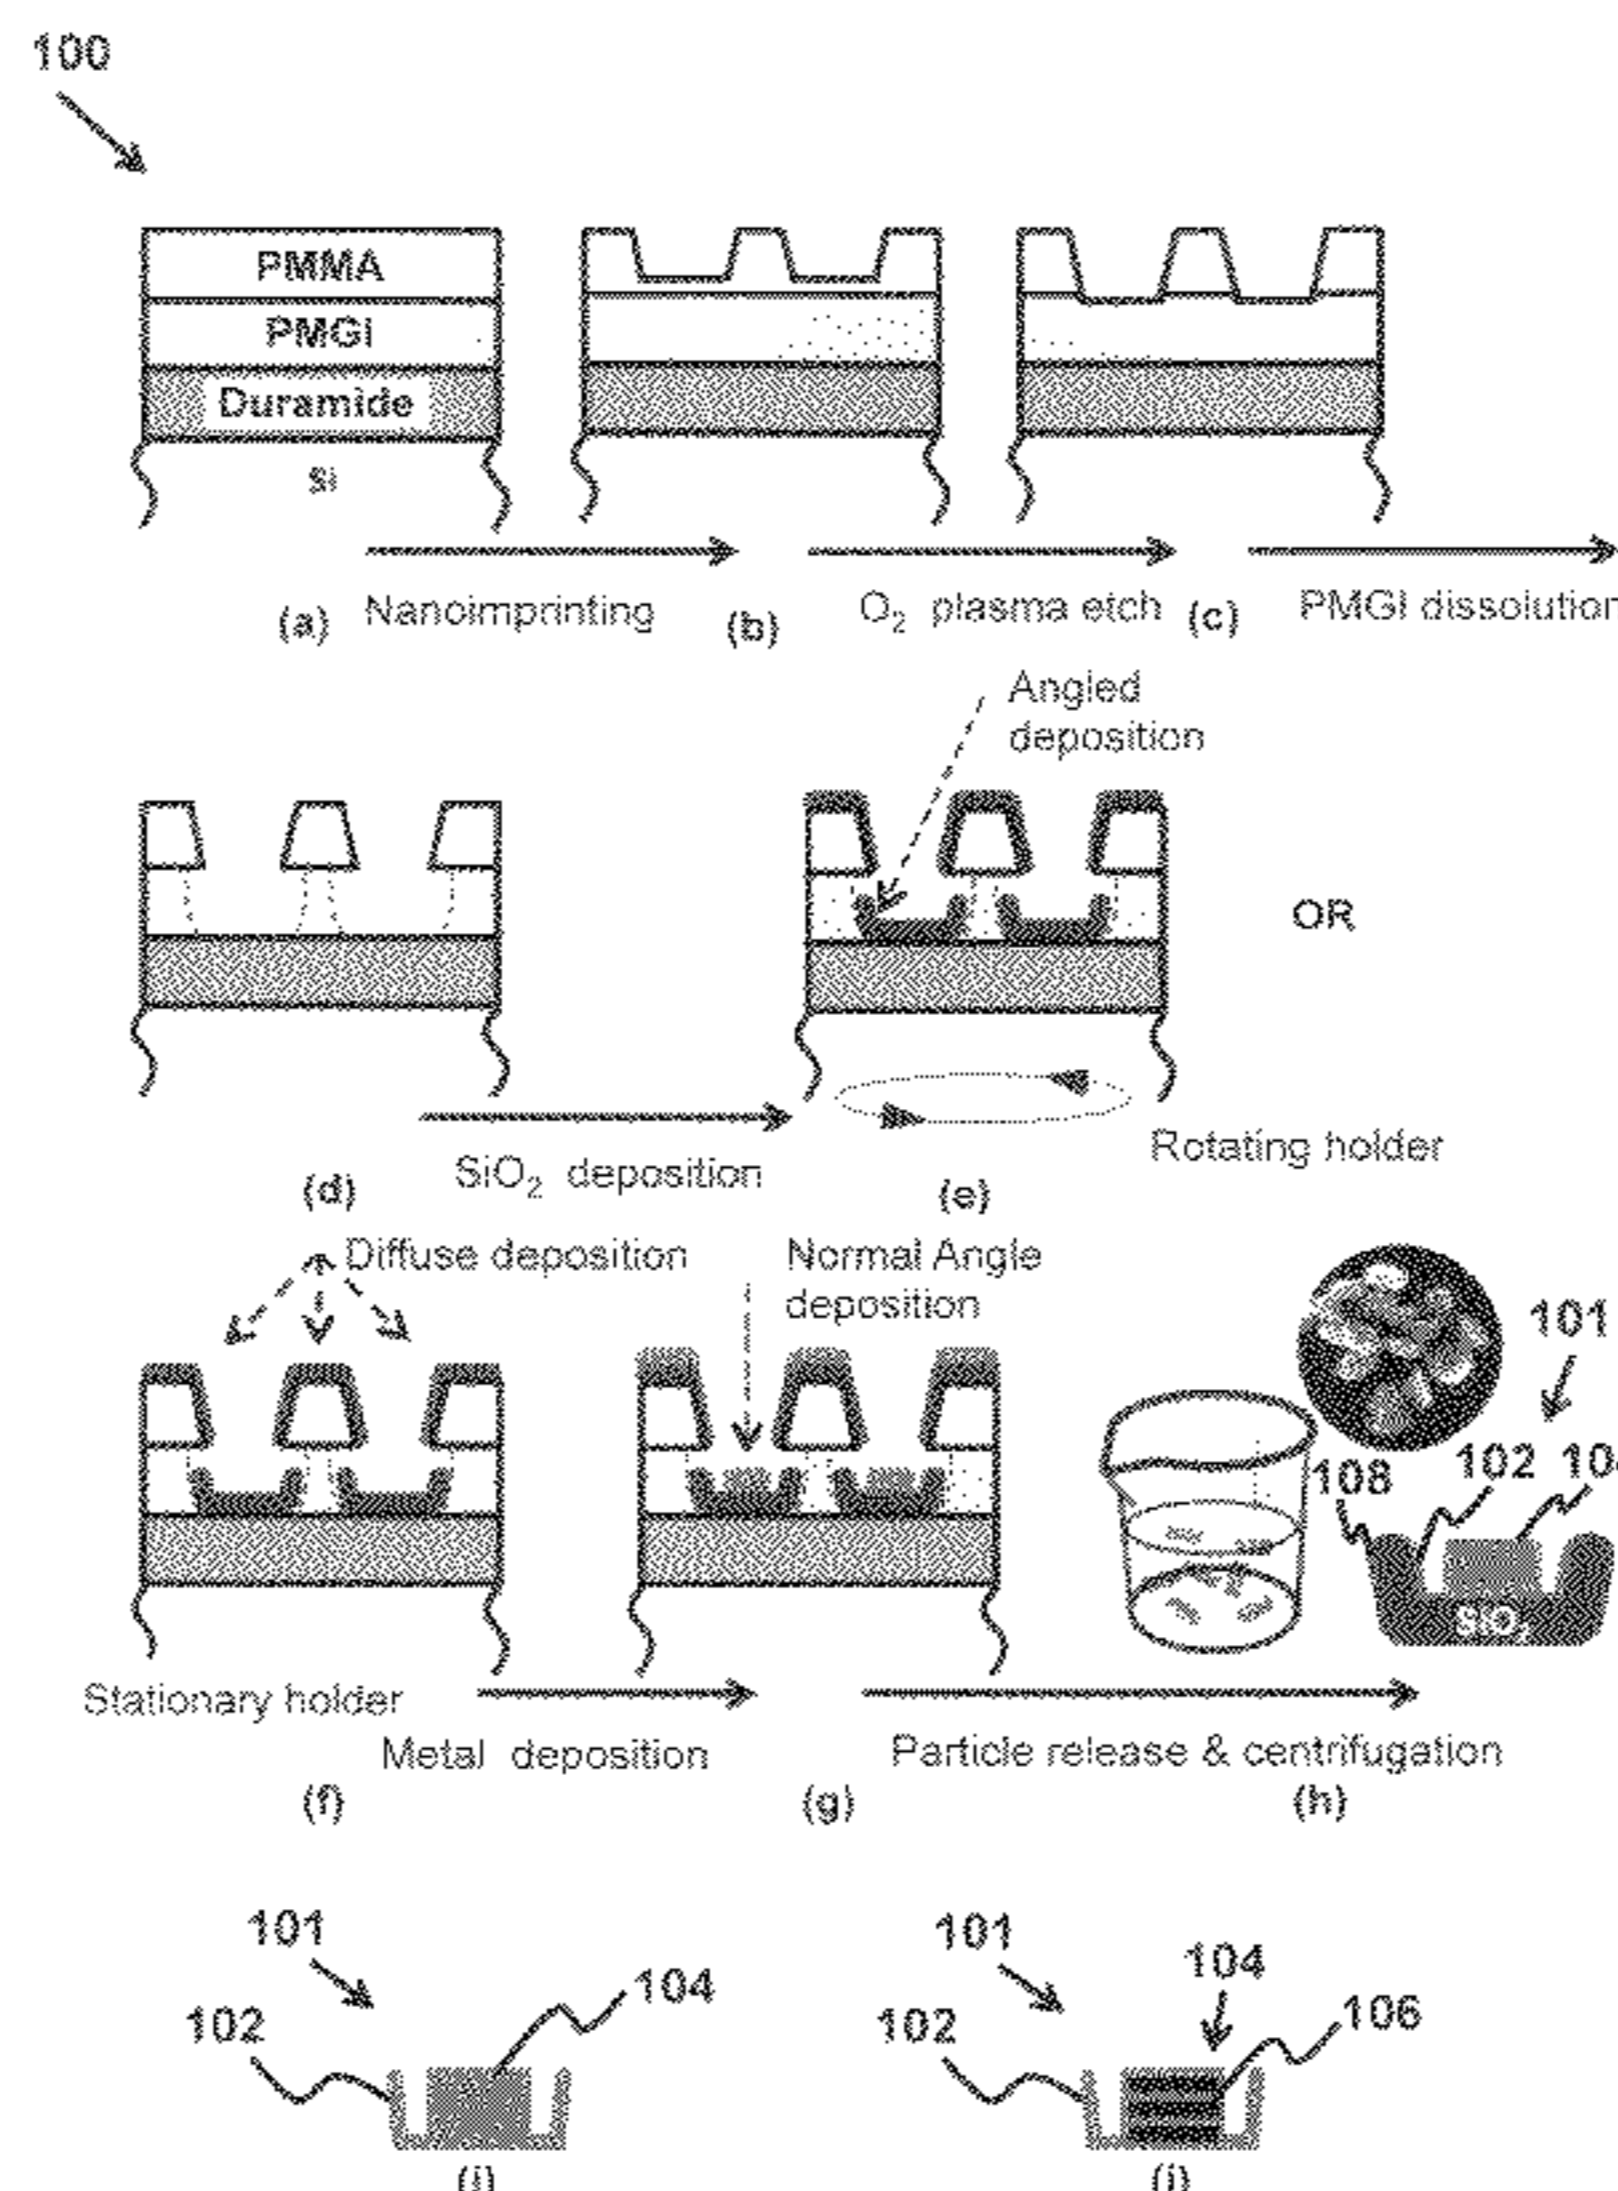 100
PMMA
PMGI
Duramide
Si
(a) Nanoimprinting (b) O2 plasma etch (c) PMGI dissolution
Angled
deposition
OR
Rotating holder
SiO2 deposition
(d) (e)
Diffuse deposition
Normal Angle
deposition
101
108 102
SiO2
Stationary holder
Metal deposition
Particle release & centrifugation
(f) (g) (h)
101 101
104 104
102 102 106